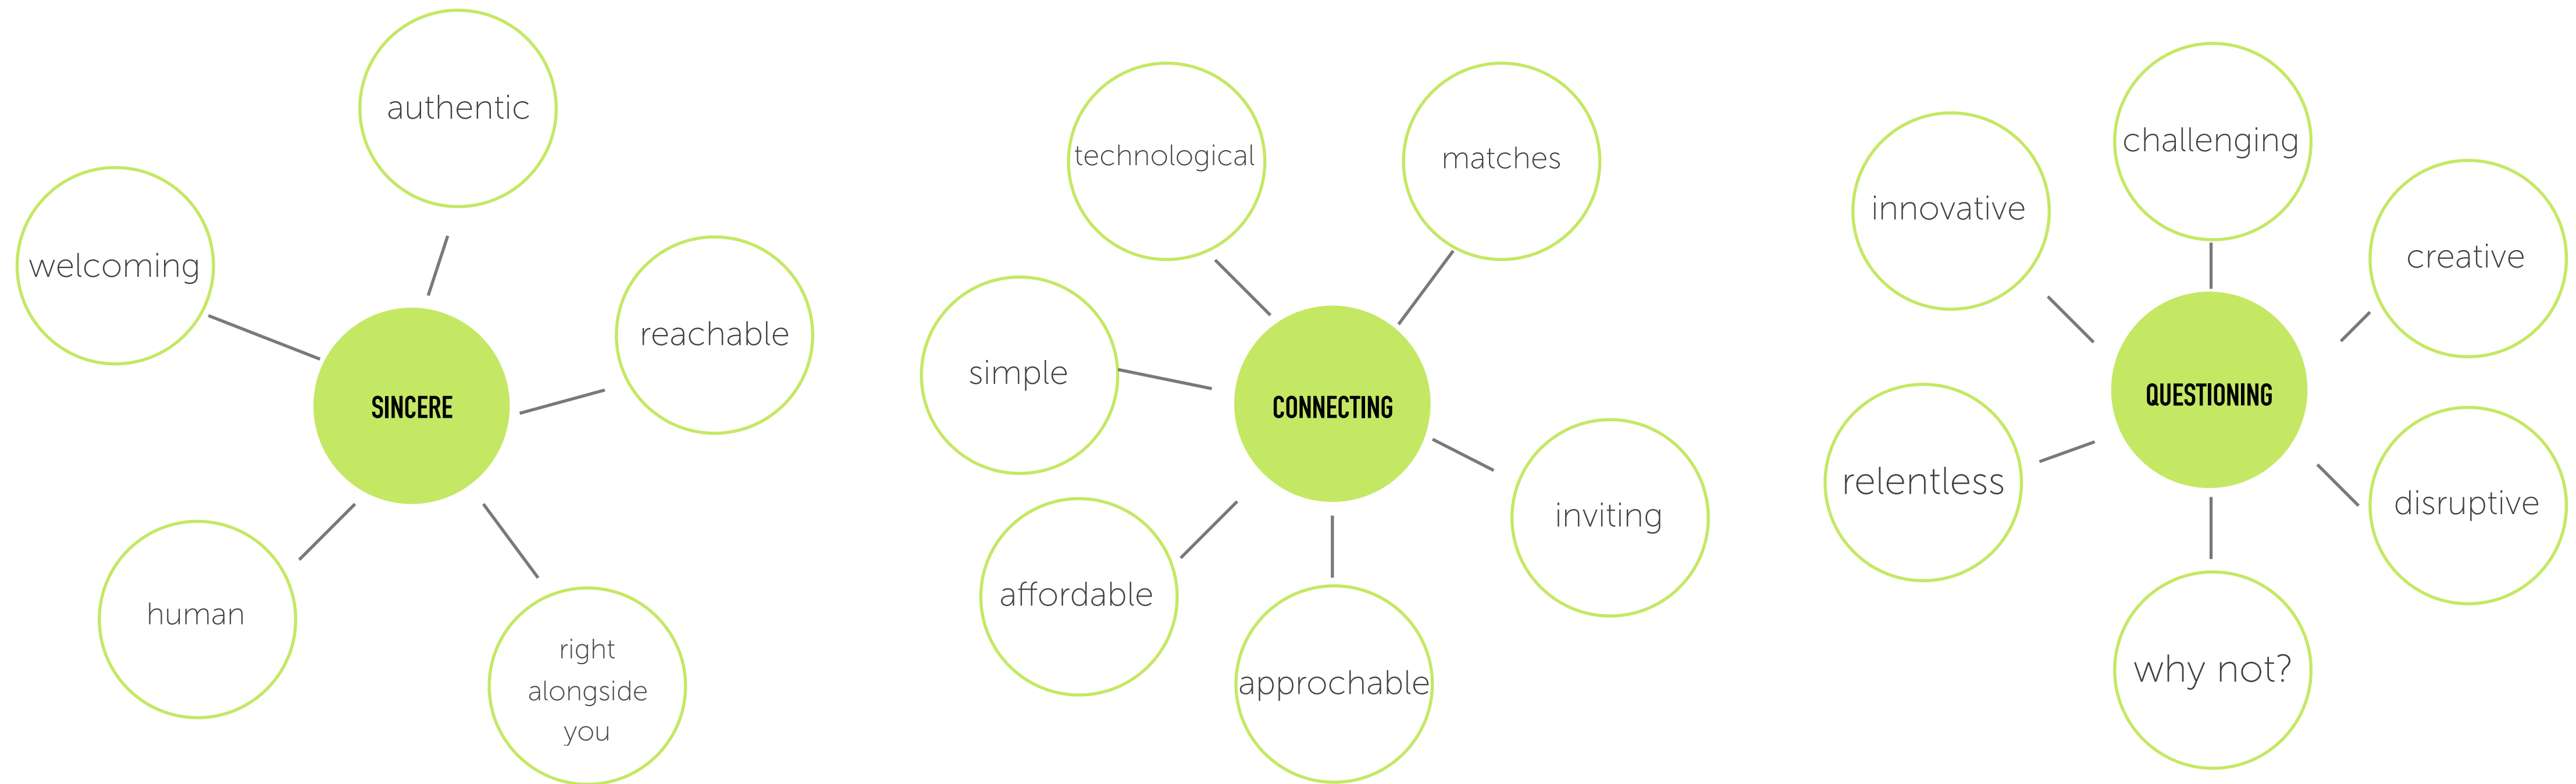 authentic
welcoming
reachable
SINCERE
human
right
alongside
you
technological
matches
simple
CONNECTING
inviting
affordable
approchable
challenging
innovative
creative
QUESTIONING
relentless
disruptive
why not?